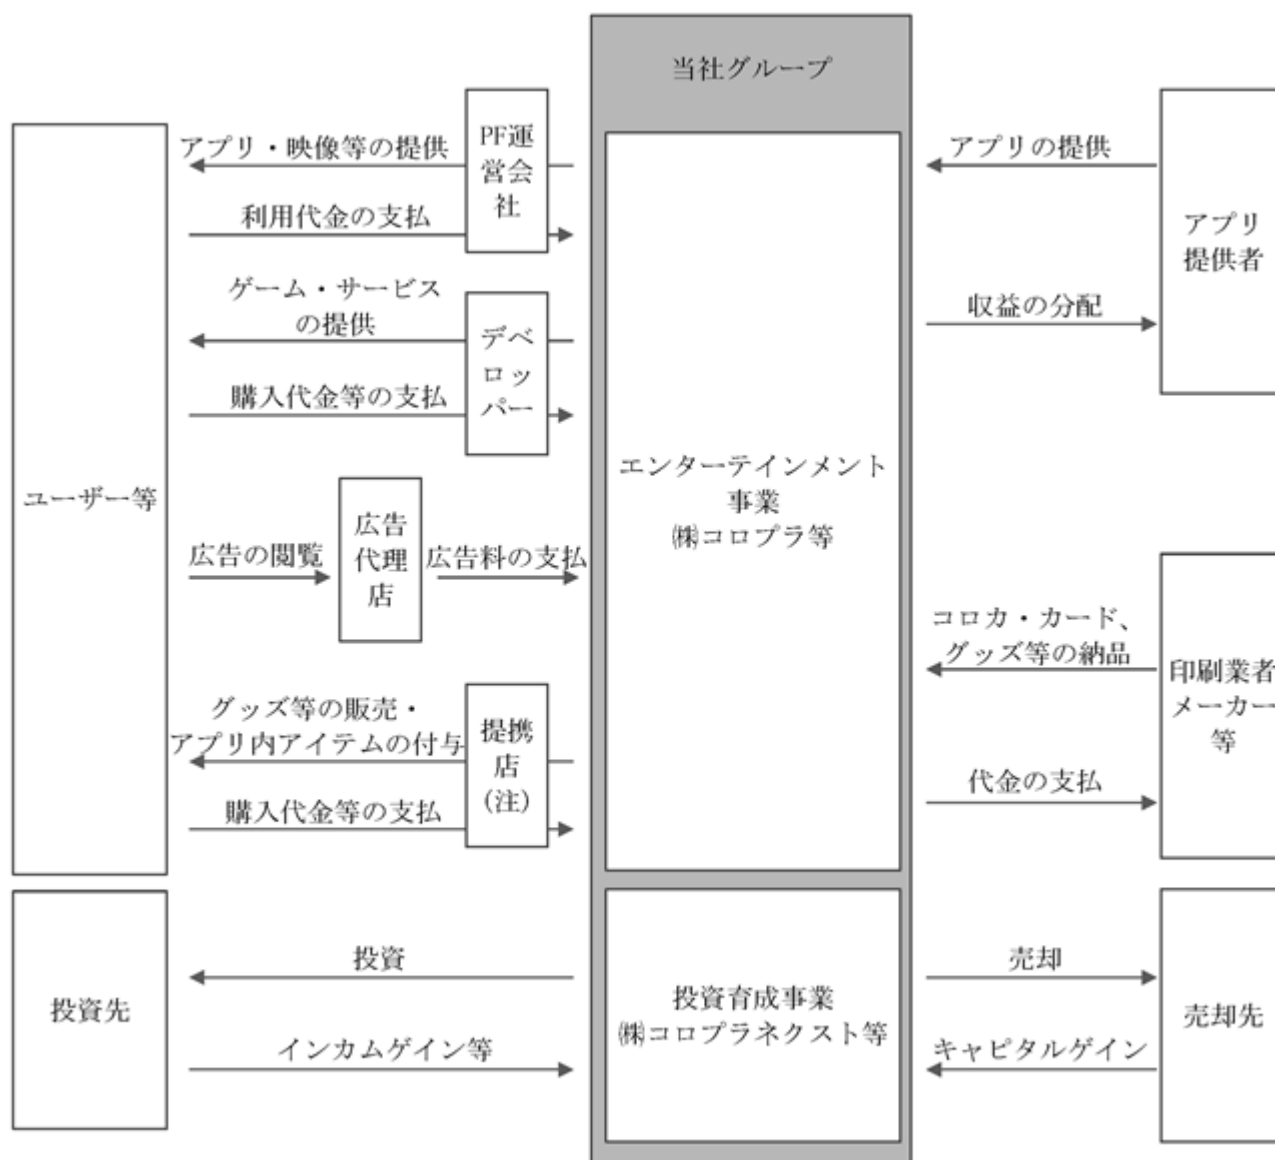 当社グループ
PF運
営会
社
アプリ・映像等の提供
利用代金の支払
ゲーム・サービス
の提供
デベ
ロッ
パー
購入代金等の支払
ユーザー等
広告の閲覧
広告
代理
店
広告料の支払
グッズ等の販売・
アプリ内アイテムの付与
提携
店
(注)
購入代金等の支払
エンターテインメント
事業
㈱コロプラ等
アプリの提供
収益の分配
アプリ
提供者
コロカ・カード、
グッズ等の納品
代金の支払
印刷業者
メーカー
等
投資先
投資
インカムゲイン等
投資育成事業
㈱コロプラネクスト等
売却
キャピタルゲイン
売却先